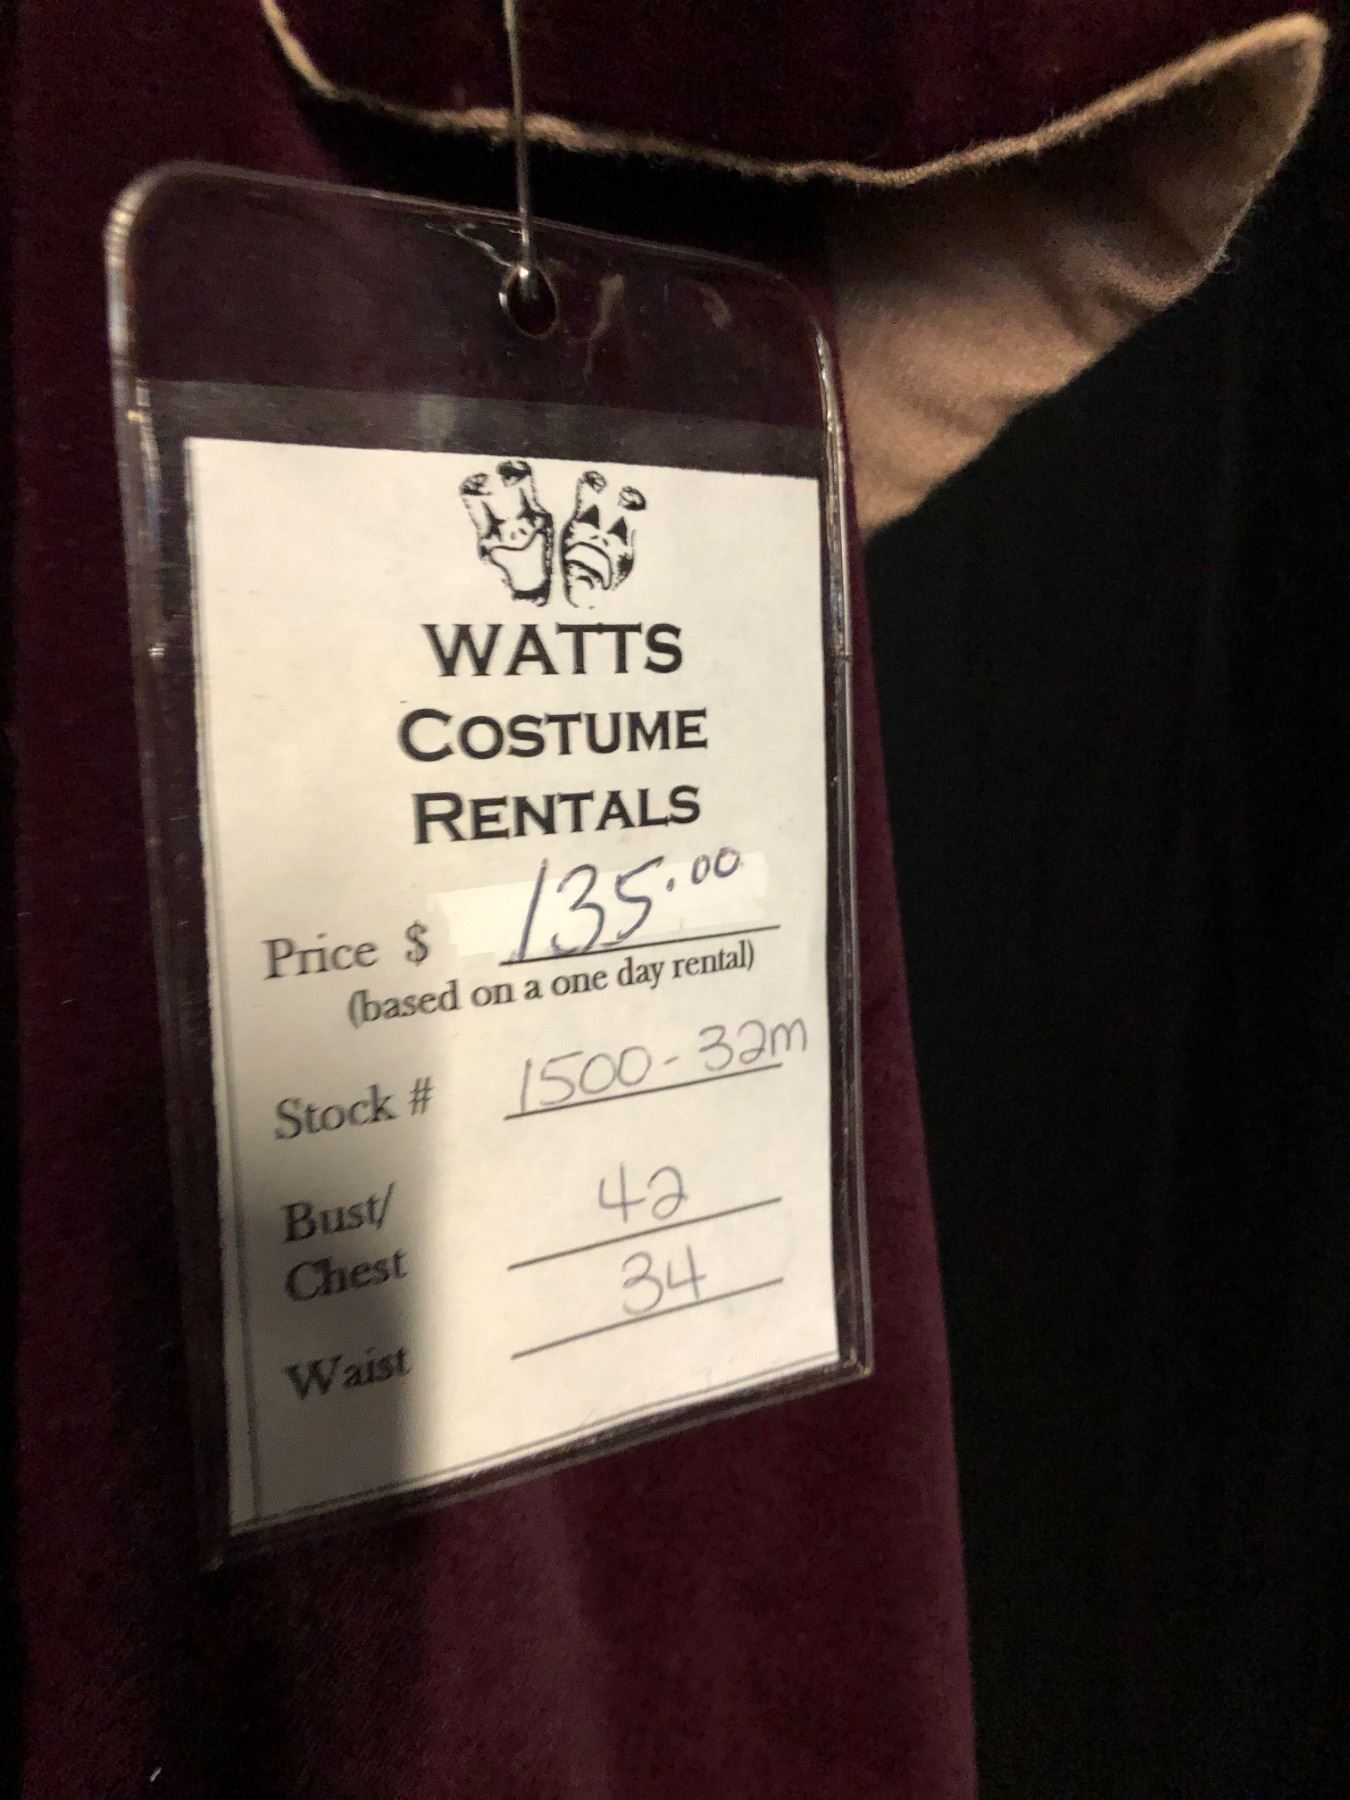 WATTS
COSTUME
RENTALS
Price $ 135.00
(based on a one day rental)
Stock # 1500-32m
Bust/ 42
Chest
Waist 34